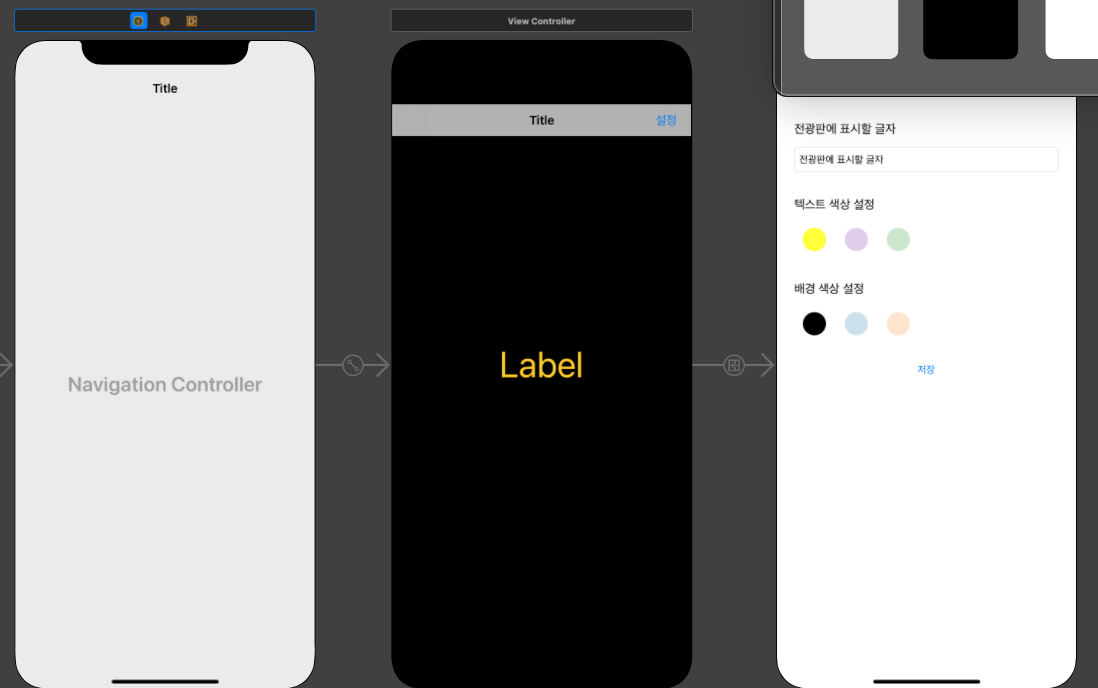 View Controller
Title
Navigation Controller
Title
설정
Label
전광판에 표시할 글자
전광판에 표시할 글자
텍스트 색상 설정
배경 색상 설정
저장